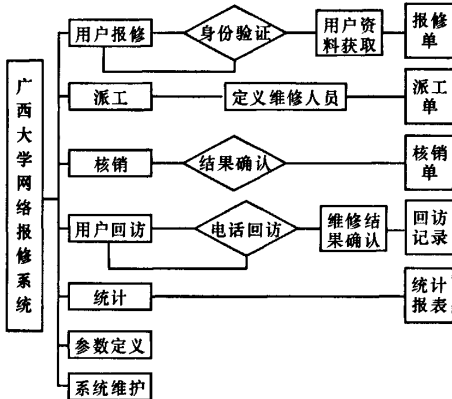 广西大学网络报修系统
用户报修
身份验证
用户资
料获取
报修
单
派工
定义维修人员
派工
单
核销
结果确认
核销
单
用户回访
电话回访
维修结
果确认
回访
记录
统计
统计
报表
参数定义
系统维护